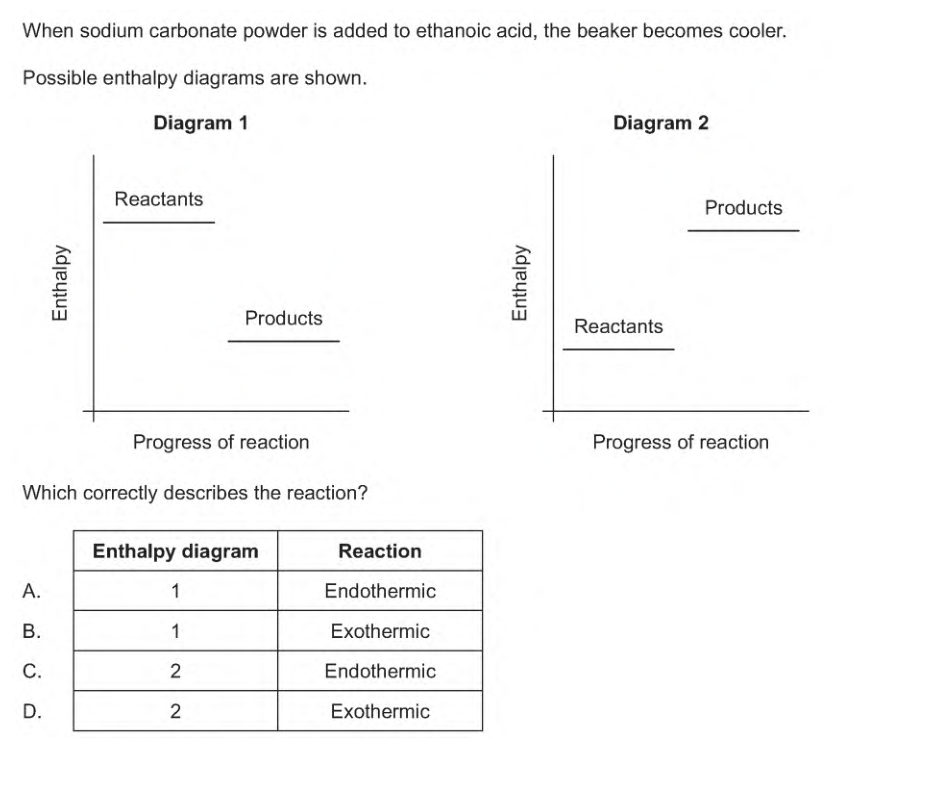 When sodium carbonate powder is added to ethanoic acid, the beaker becomes cooler.
Possible enthalpy diagrams are shown.
Diagram 1
Enthalpy
Reactants
Products
Progress of reaction
Diagram 2
Enthalpy
Products
Reactants
Progress of reaction
Which correctly describes the reaction?
Enthalpy diagram Reaction
A. 1 Endothermic
B. 1 Exothermic
C. 2 Endothermic
D. 2 Exothermic